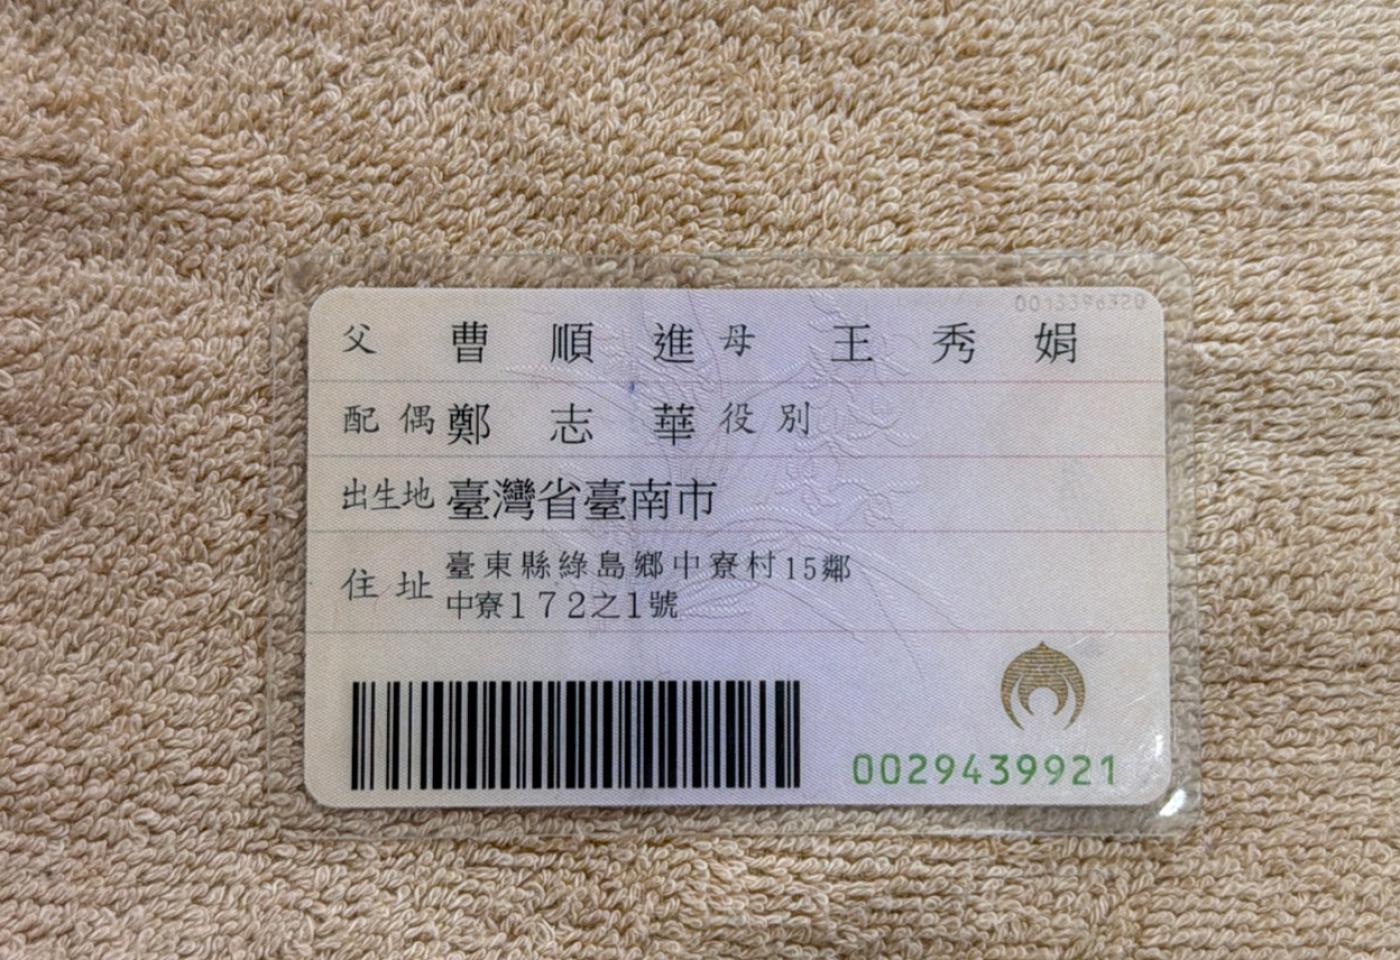 0013396320
父 曹順進 母 王秀娟
配偶 鄭志華 役別
出生地 臺灣省臺南市
住址 臺東縣綠島鄉中寮村15鄰
中寮172之1號
0029439921